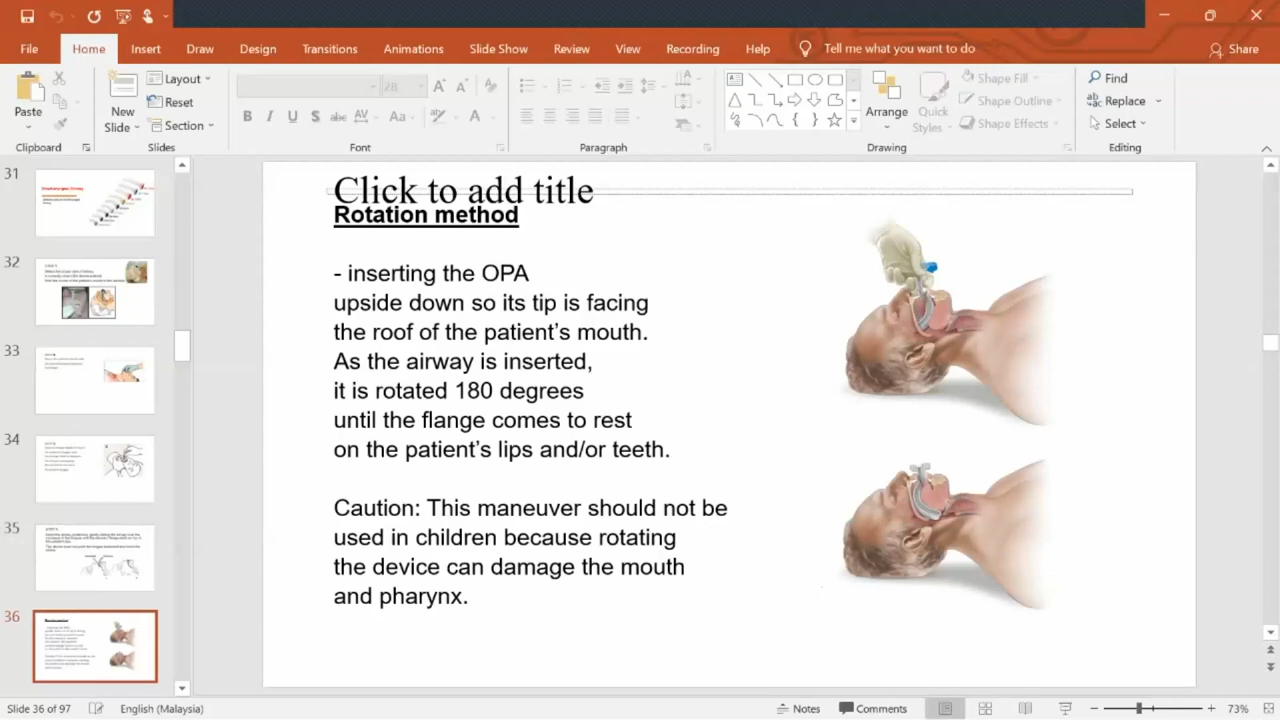 File Home Insert Draw Design Transitions Animations Slide Show Review View Recording Help Tell me what you want to do Share
Paste
Clipboard
New Slide
Layout
Reset
Section
Slides
28
Font
Paragraph
Arrange
Quick Styles
Shape Fill
Shape Outline
Shape Effects
Drawing
Find
Replace
Select
Editing
31
32
33
34
35
36
Click to add title
Rotation method
- inserting the OPA
upside down so its tip is facing
the roof of the patient’s mouth.
As the airway is inserted,
it is rotated 180 degrees
until the flange comes to rest
on the patient’s lips and/or teeth.
Caution: This maneuver should not be
used in children because rotating
the device can damage the mouth
and pharynx.
Slide 36 of 97 English (Malaysia) Notes Comments 73%